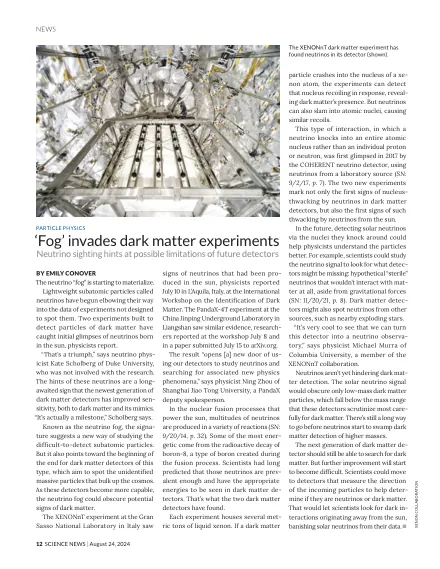 NEWS
The XENONnT dark matter experiment has
found neutrinos in its detector (shown).
PARTICLE PHYSICS
‘Fog’ invades dark matter experiments
Neutrino sighting hints at possible limitations of future detectors
BY EMILY CONOVER
The neutrino “fog” is starting to materialize.
Lightweight subatomic particles called
neutrinos have begun elbowing their way
into the data of experiments not designed
to spot them. Two experiments built to
detect particles of dark matter have
caught initial glimpses of neutrinos born
in the sun, physicists report.
“That’s a triumph,” says neutrino phys-
icist Kate Scholberg of Duke University,
who was not involved with the research.
The hints of these neutrinos are a long-
awaited sign that the newest generation of
dark matter detectors has improved sen-
sitivity, both to dark matter and its mimics.
“It’s actually a milestone,” Scholberg says.
Known as the neutrino fog, the signa-
ture suggests a new way of studying the
difficult-to-detect subatomic particles.
But it also points toward the beginning of
the end for dark matter detectors of this
type, which aim to spot the unidentified
massive particles that bulk up the cosmos.
As these detectors become more capable,
the neutrino fog could obscure potential
signs of dark matter.
The XENONnT experiment at the Gran
Sasso National Laboratory in Italy saw
signs of neutrinos that had been pro-
duced in the sun, physicists reported
July 10 in L’Aquila, Italy, at the International
Workshop on the Identification of Dark
Matter. The PandaX-4T experiment at the
China Jinping Underground Laboratory in
Liangshan saw similar evidence, research-
ers reported at the workshop July 8 and
in a paper submitted July 15 to arXiv.org.
The result “opens [a] new door of us-
ing our detectors to study neutrinos and
searching for associated new physics
phenomena,” says physicist Ning Zhou of
Shanghai Jiao Tong University, a PandaX
deputy spokesperson.
In the nuclear fusion processes that
power the sun, multitudes of neutrinos
are produced in a variety of reactions (SN:
9/20/14, p. 32). Some of the most ener-
getic come from the radioactive decay of
boron-8, a type of boron created during
the fusion process. Scientists had long
predicted that those neutrinos are prev-
alent enough and have the appropriate
energies to be seen in dark matter de-
tectors. That’s what the two dark matter
detectors have found.
Each experiment houses several met-
ric tons of liquid xenon. If a dark matter
particle crashes into the nucleus of a xe-
non atom, the experiments can detect
that nucleus recoiling in response, reveal-
ing dark matter’s presence. But neutrinos
can also slam into atomic nuclei, causing
similar recoils.
This type of interaction, in which a
neutrino knocks into an entire atomic
nucleus rather than an individual proton
or neutron, was first glimpsed in 2017 by
the COHERENT neutrino detector, using
neutrinos from a laboratory source (SN:
9/2/17, p. 7). The two new experiments
mark not only the first signs of nucleus-
thwacking by neutrinos in dark matter
detectors, but also the first signs of such
thwacking by neutrinos from the sun.
In the future, detecting solar neutrinos
via the nuclei they knock around could
help physicists understand the particles
better. For example, scientists could study
the neutrino signal to look for what detec-
tors might be missing: hypothetical “sterile”
neutrinos that wouldn’t interact with mat-
ter at all, aside from gravitational forces
(SN: 11/20/21, p. 8). Dark matter detec-
tors might also spot neutrinos from other
sources, such as nearby exploding stars.
“It’s very cool to see that we can turn
this detector into a neutrino observa-
tory,” says physicist Michael Murra of
Columbia University, a member of the
XENONnT collaboration.
Neutrinos aren’t yet hindering dark mat-
ter detection. The solar neutrino signal
would obscure only low-mass dark matter
particles, which fall below the mass range
that these detectors scrutinize most care-
fully for dark matter. There’s still a long way
to go before neutrinos start to swamp dark
matter detection of higher masses.
The next generation of dark matter de-
tector should still be able to search for dark
matter. But further improvement will start
to become difficult. Scientists could move
to detectors that measure the direction
of the incoming particles to help deter-
mine if they are neutrinos or dark matter.
That would let scientists look for dark in-
teractions originating away from the sun,
banishing solar neutrinos from their data.
XENON COLLABORATION
12 SCIENCE NEWS | August 24, 2024